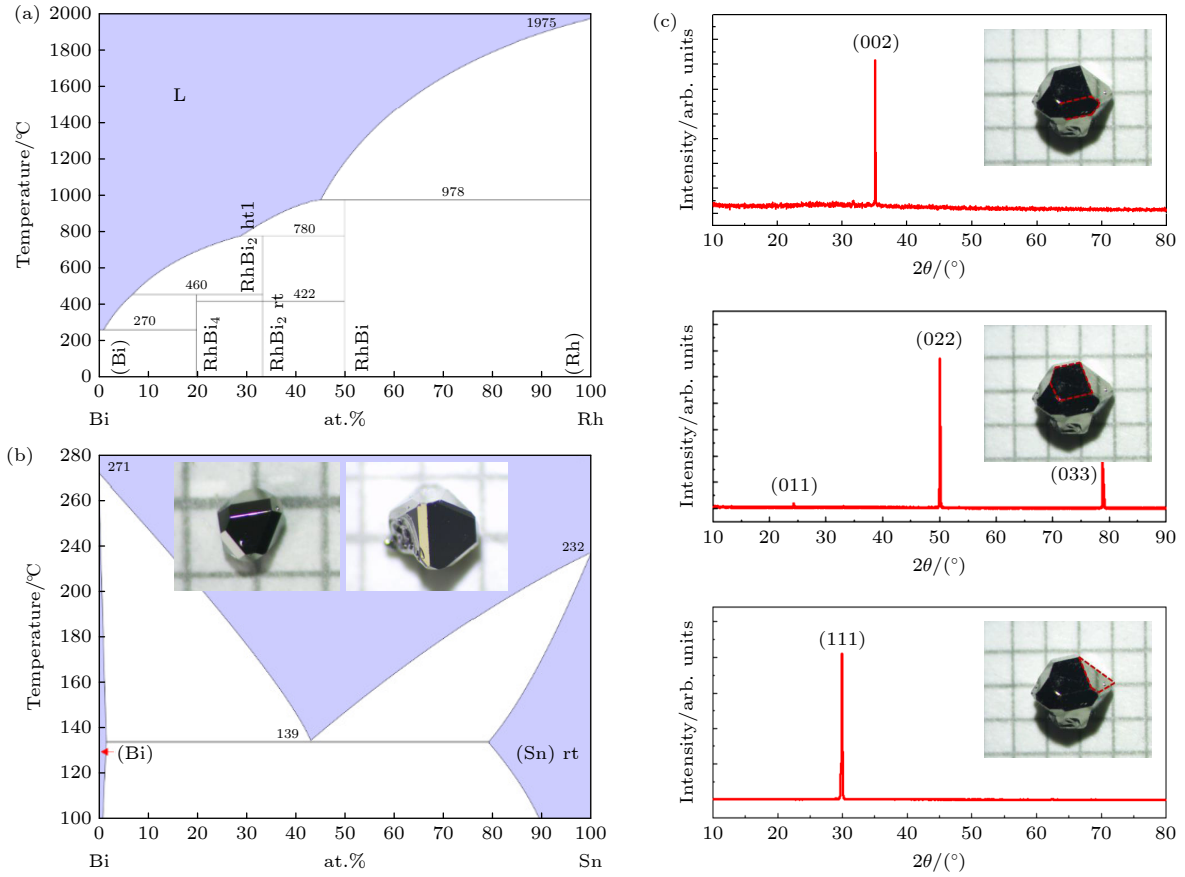 (a)
2000
1800
1600
1400
1200
1000
800
600
400
200
0
Temperature/℃
L
1975
978
780
460
422
270
(Bi)
RhBi4
RhBi2 ht1
RhBi2 rt
RhBi
(Rh)
0 10 20 30 40 50 60 70 80 90 100
Bi at.% Rh
(b)
280
260
240
220
200
180
160
140
120
100
Temperature/℃
271
232
139
(Bi)
(Sn) rt
0 10 20 30 40 50 60 70 80 90 100
Bi at.% Sn
(c)
Intensity/arb. units
(002)
10 20 30 40 50 60 70 80
2θ/(°)
Intensity/arb. units
(022)
(011)
(033)
10 20 30 40 50 60 70 80
2θ/(°)
Intensity/arb. units
(111)
10 20 30 40 50 60 70 80
2θ/(°)